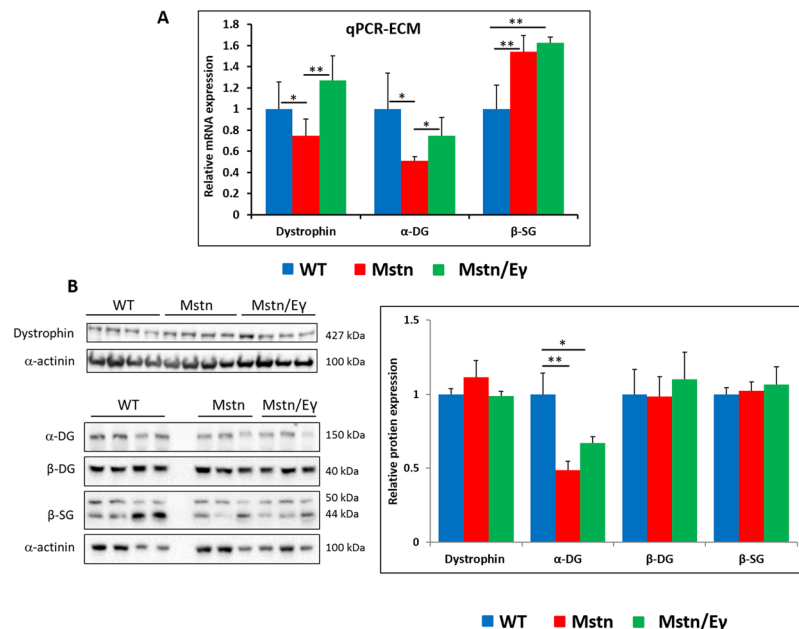 A
qPCR-ECM
Relative mRNA expression
1.8
1.6
1.4
1.2
1
0.8
0.6
0.4
0.2
0
* ** * * ** **
Dystrophin α-DG β-SG
WT Mstn Mstn/Eγ
B
WT Mstn Mstn/Eγ
Dystrophin 427 kDa
α-actinin 100 kDa
WT Mstn Mstn/Eγ
α-DG 150 kDa
β-DG 40 kDa
50 kDa
β-SG 44 kDa
α-actinin 100 kDa
Relative protien expression
1.5
1
0.5
0
*
**
Dystrophin α-DG β-DG β-SG
WT Mstn Mstn/Eγ